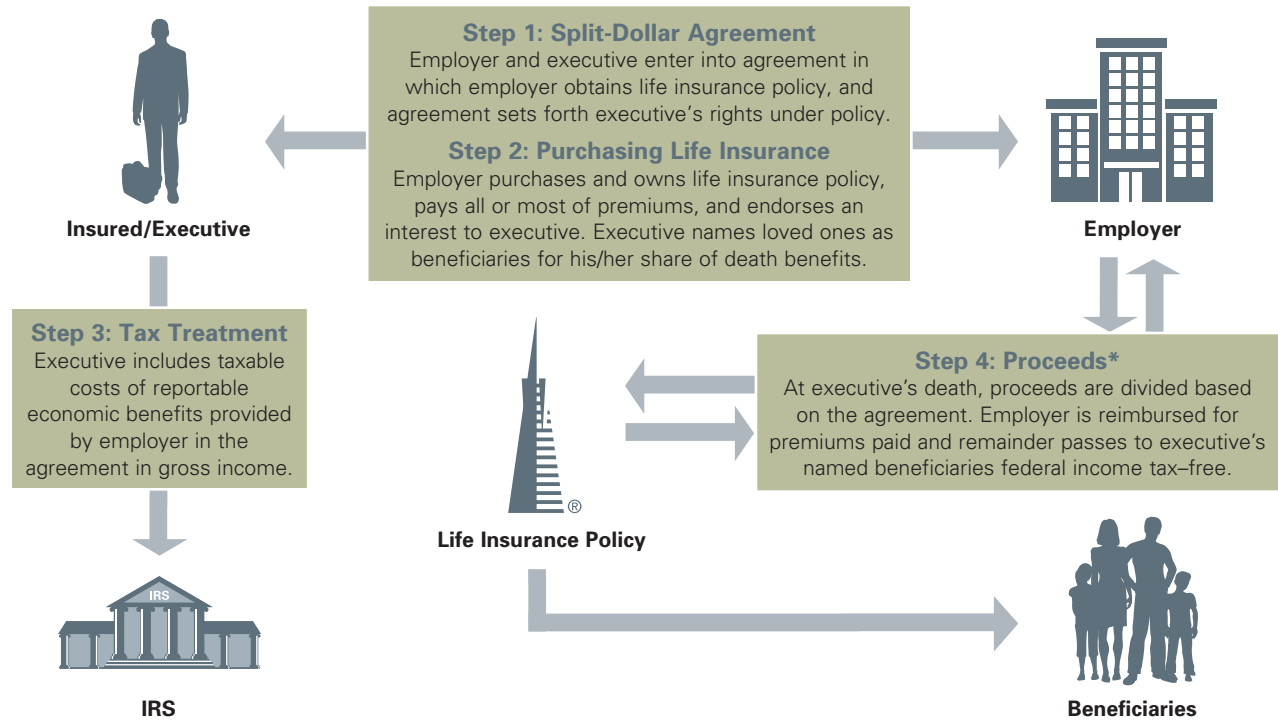 Step 1: Split-Dollar Agreement
Employer and executive enter into agreement in
which employer obtains life insurance policy, and
agreement sets forth executive’s rights under policy.
Step 2: Purchasing Life Insurance
Employer purchases and owns life insurance policy,
pays all or most of premiums, and endorses an
interest to executive. Executive names loved ones as
beneficiaries for his/her share of death benefits.
Insured/Executive
Employer
Step 3: Tax Treatment
Executive includes taxable
costs of reportable
economic benefits provided
by employer in the
agreement in gross income.
Step 4: Proceeds*
At executive’s death, proceeds are divided based
on the agreement. Employer is reimbursed for
premiums paid and remainder passes to executive’s
named beneficiaries federal income tax–free.
®
Life Insurance Policy
IRS
IRS
Beneficiaries